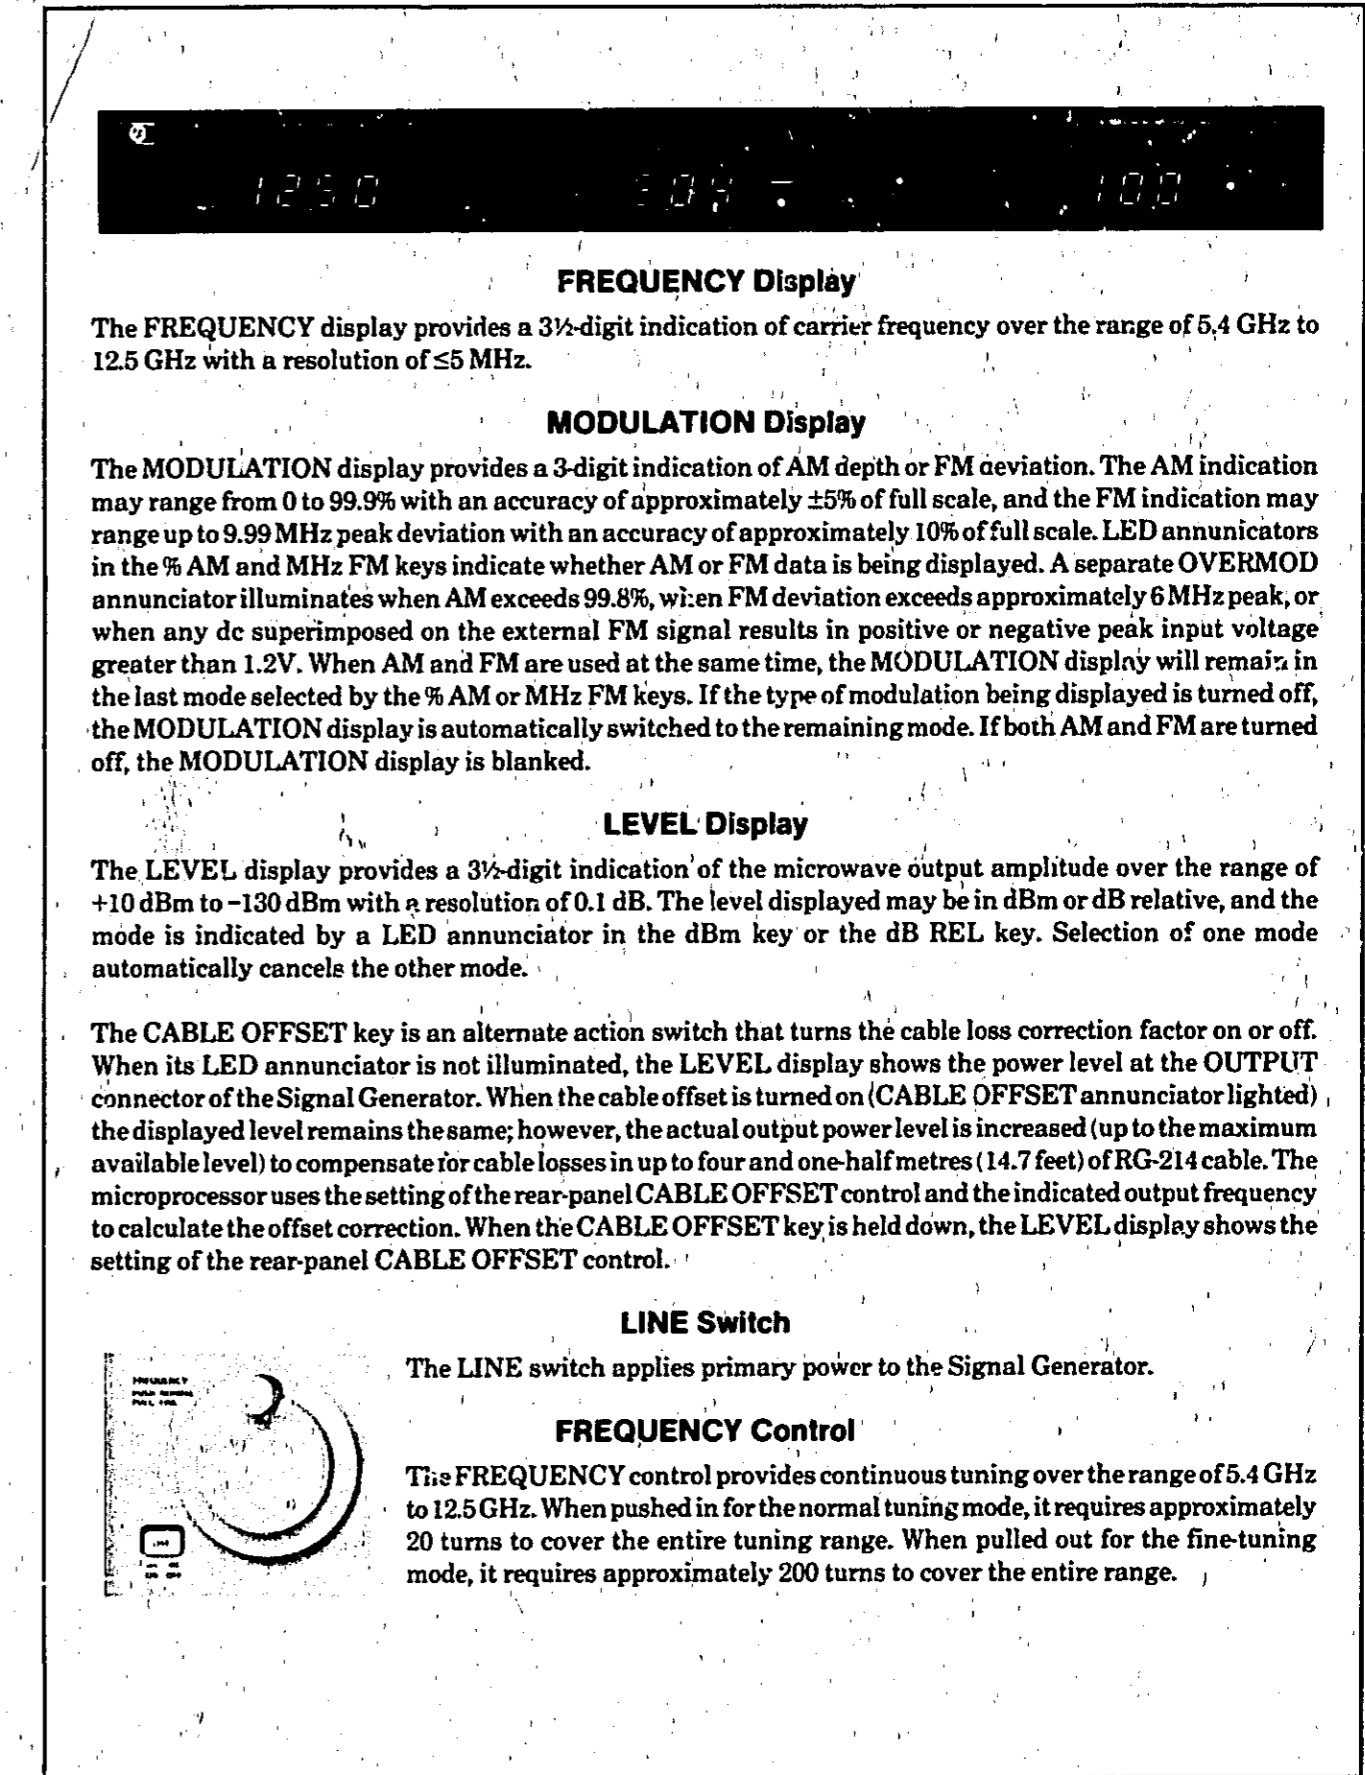 FREQUENCY Display
The FREQUENCY display provides a 3½-digit indication of carrier frequency over the range of 5.4 GHz to
12.5 GHz with a resolution of ≤5 MHz.
MODULATION Display
The MODULATION display provides a 3-digit indication of AM depth or FM deviation. The AM indication
may range from 0 to 99.9% with an accuracy of approximately ±5% of full scale, and the FM indication may
range up to 9.99 MHz peak deviation with an accuracy of approximately 10% of full scale. LED annunicators
in the % AM and MHz FM keys indicate whether AM or FM data is being displayed. A separate OVERMOD
annunciator illuminates when AM exceeds 99.8%, when FM deviation exceeds approximately 6 MHz peak, or
when any dc superimposed on the external FM signal results in positive or negative peak input voltage
greater than 1.2V. When AM and FM are used at the same time, the MODULATION display will remain in
the last mode selected by the % AM or MHz FM keys. If the type of modulation being displayed is turned off,
the MODULATION display is automatically switched to the remaining mode. If both AM and FM are turned
off, the MODULATION display is blanked.
LEVEL Display
The LEVEL display provides a 3½-digit indication of the microwave output amplitude over the range of
+10 dBm to −130 dBm with a resolution of 0.1 dB. The level displayed may be in dBm or dB relative, and the
mode is indicated by a LED annunciator in the dBm key or the dB REL key. Selection of one mode
automatically cancels the other mode.
The CABLE OFFSET key is an alternate action switch that turns the cable loss correction factor on or off.
When its LED annunciator is not illuminated, the LEVEL display shows the power level at the OUTPUT
connector of the Signal Generator. When the cable offset is turned on (CABLE OFFSET annunciator lighted)
the displayed level remains the same; however, the actual output power level is increased (up to the maximum
available level) to compensate for cable losses in up to four and one-half metres (14.7 feet) of RG-214 cable. The
microprocessor uses the setting of the rear-panel CABLE OFFSET control and the indicated output frequency
to calculate the offset correction. When the CABLE OFFSET key is held down, the LEVEL display shows the
setting of the rear-panel CABLE OFFSET control.
LINE Switch
The LINE switch applies primary power to the Signal Generator.
FREQUENCY
FREQUENCY Control
The FREQUENCY control provides continuous tuning over the range of 5.4 GHz
to 12.5 GHz. When pushed in for the normal tuning mode, it requires approximately
20 turns to cover the entire tuning range. When pulled out for the fine-tuning
mode, it requires approximately 200 turns to cover the entire range.